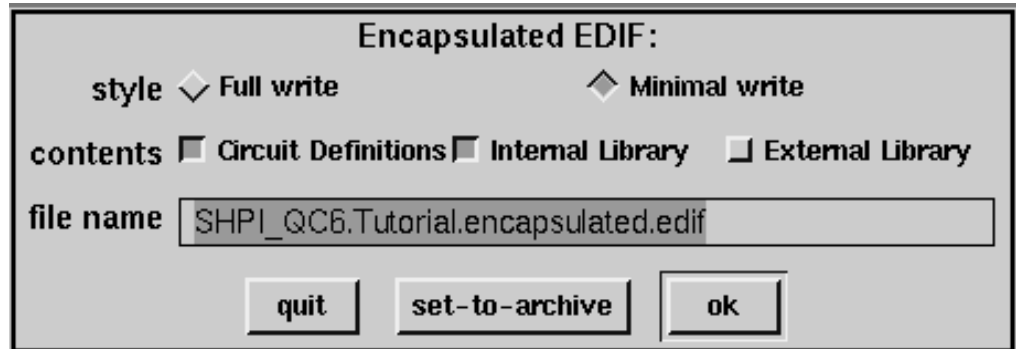 Encapsulated EDIF:
style Full write Minimal write
contents Circuit Definitions Internal Library External Library
file name SHPI_QC6.Tutorial.encapsulated.edif
quit set-to-archive ok